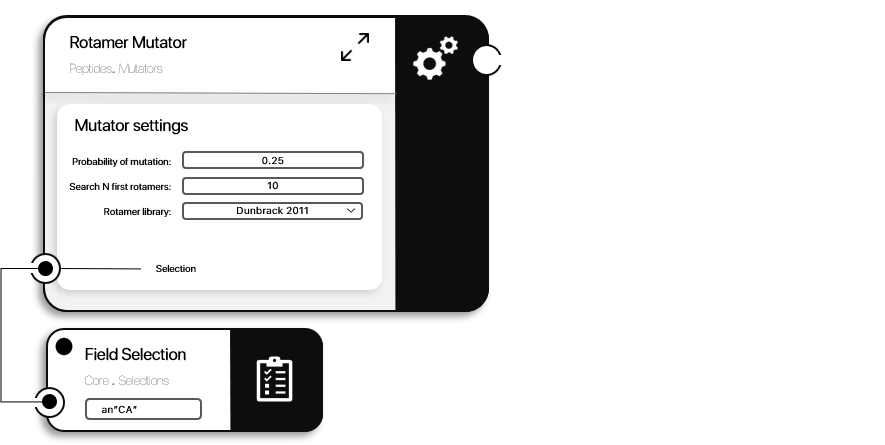 Rotamer Mutator
Peptides. Mutators
Mutator settings
Probability of mutation: 0.25
Search N first rotamers: 10
Rotamer library: Dunbrack 2011
Selection
Field Selection
Core . Selections
an"CA"